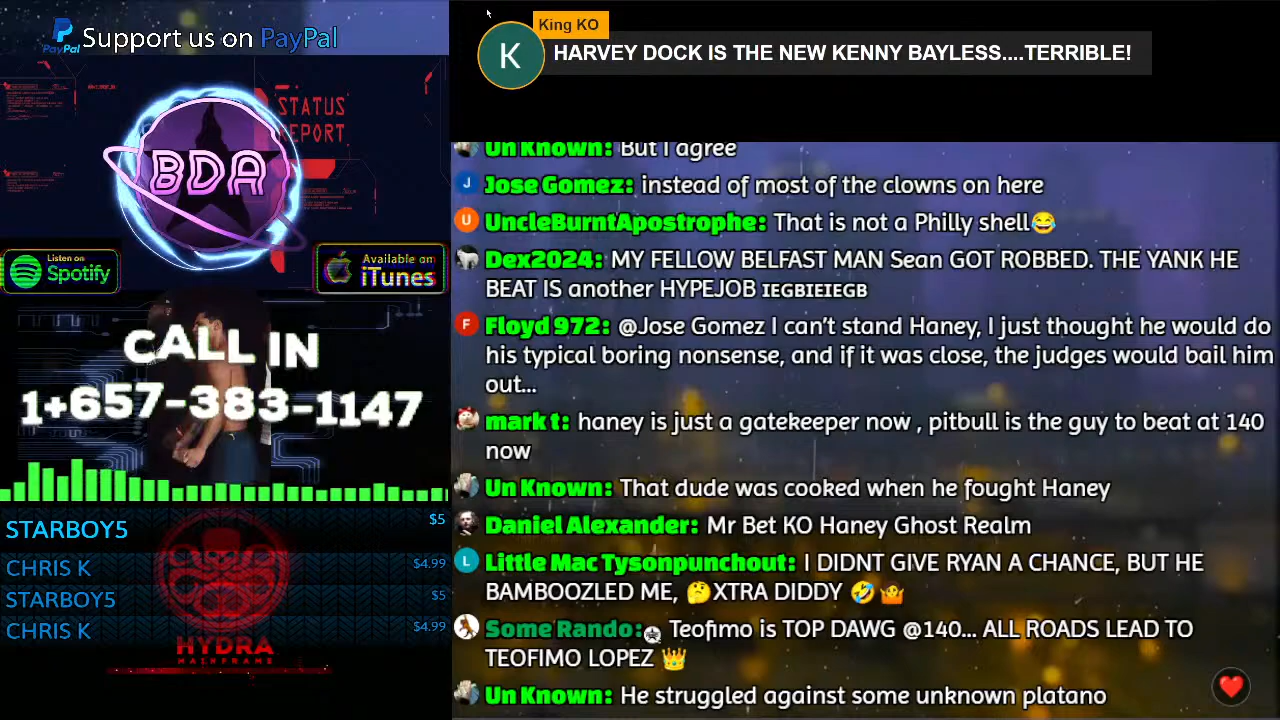 PayPal
Support us on PayPal
STATUS
REPORT
BDA
Listen on
Spotify
Available on
iTunes
CALL IN
1+657-383-1147
STARBOY5 $5
CHRIS K $4.99
STARBOY5 $5
CHRIS K $4.99
HYDRA
MAINFRAME
King KO
K
HARVEY DOCK IS THE NEW KENNY BAYLESS....TERRIBLE!
Un Known: But I agree
J Jose Gomez: instead of most of the clowns on here
U UncleBurntApostrophe: That is not a Philly shell😂
Dex2024: MY FELLOW BELFAST MAN Sean GOT ROBBED. THE YANK HE
BEAT IS another HYPEJOB ɪᴇɢʙɪᴇɪᴇɢʙ
F Floyd 972: @Jose Gomez I can't stand Haney, I just thought he would do
his typical boring nonsense, and if it was close, the judges would bail him
out...
mark t: haney is just a gatekeeper now , pitbull is the guy to beat at 140
now
Un Known: That dude was cooked when he fought Haney
Daniel Alexander: Mr Bet KO Haney Ghost Realm
L Little Mac Tysonpunchout: I DIDNT GIVE RYAN A CHANCE, BUT HE
BAMBOOZLED ME, 🤔XTRA DIDDY 🤣🤷
Some Rando: Teofimo is TOP DAWG @140... ALL ROADS LEAD TO
TEOFIMO LOPEZ 👑
Un Known: He struggled against some unknown platano